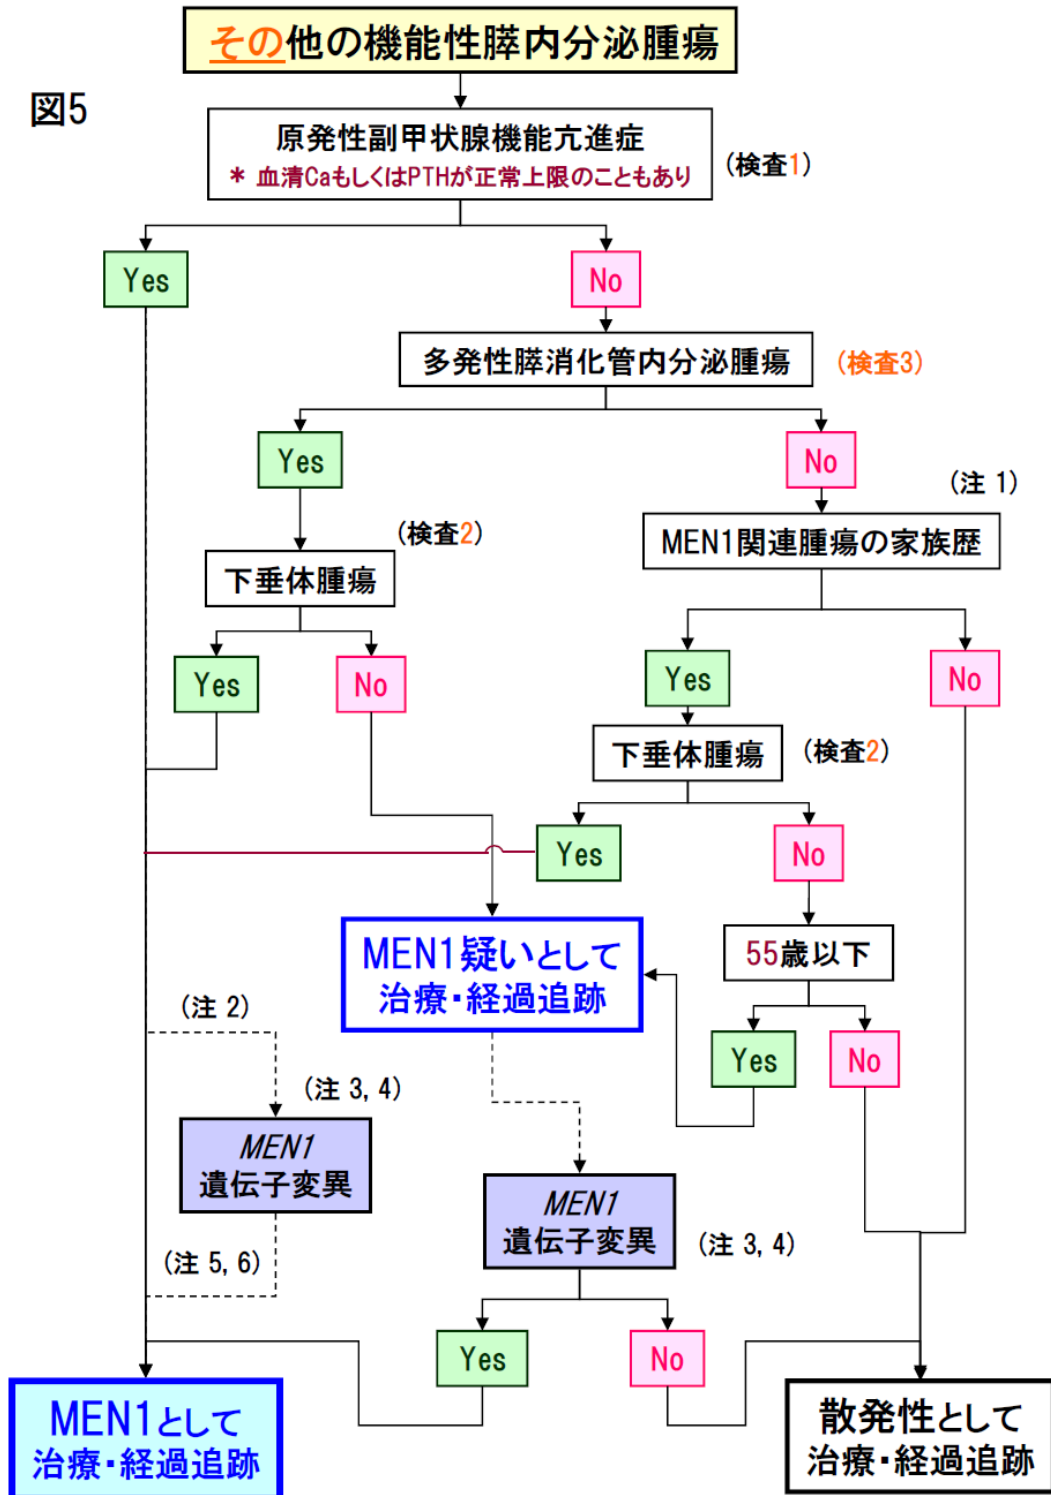 その他の機能性膵内分泌腫瘍
図5
原発性副甲状腺機能亢進症
* 血清CaもしくはPTHが正常上限のこともあり
(検査1)
Yes
No
多発性膵消化管内分泌腫瘍
(検査3)
Yes
No
(注 1)
(検査2)
MEN1関連腫瘍の家族歴
下垂体腫瘍
Yes
No
Yes
No
下垂体腫瘍
(検査2)
Yes
No
MEN1疑いとして
治療・経過追跡
55歳以下
(注 2)
Yes
No
(注 3, 4)
MEN1
遺伝子変異
MEN1
遺伝子変異
(注 3, 4)
(注 5, 6)
Yes
No
MEN1として
治療・経過追跡
散発性として
治療・経過追跡